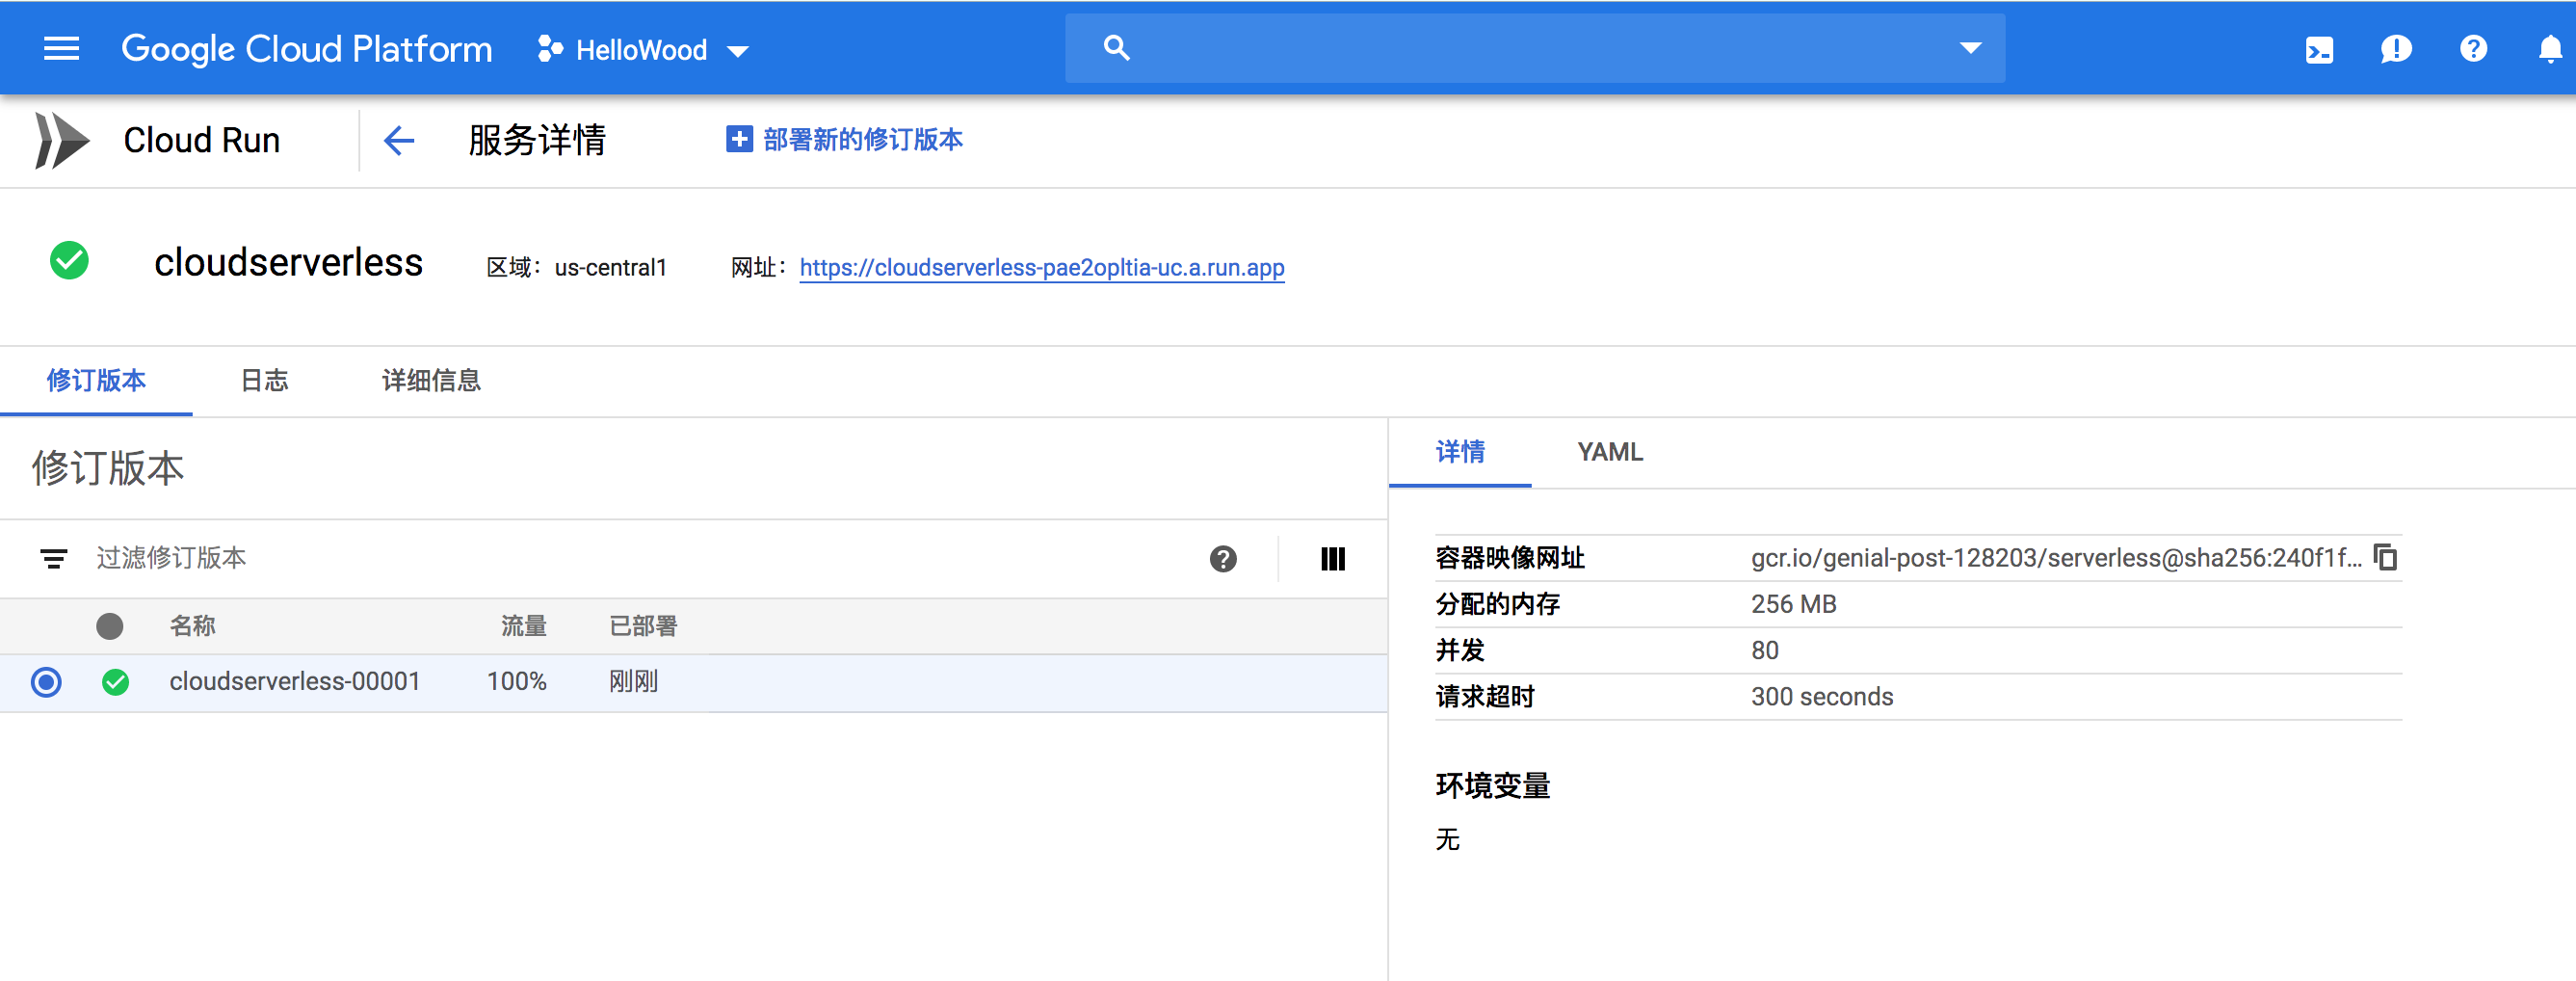 Google Cloud Platform HelloWood
Cloud Run 服务详情 部署新的修订版本
cloudserverless 区域：us-central1 网址：https://cloudserverless-pae2opltia-uc.a.run.app
修订版本 日志 详细信息
修订版本
过滤修订版本
名称 流量 已部署
cloudserverless-00001 100% 刚刚
详情 YAML
容器映像网址 gcr.io/genial-post-128203/serverless@sha256:240f1f...
分配的内存 256 MB
并发 80
请求超时 300 seconds
环境变量
无